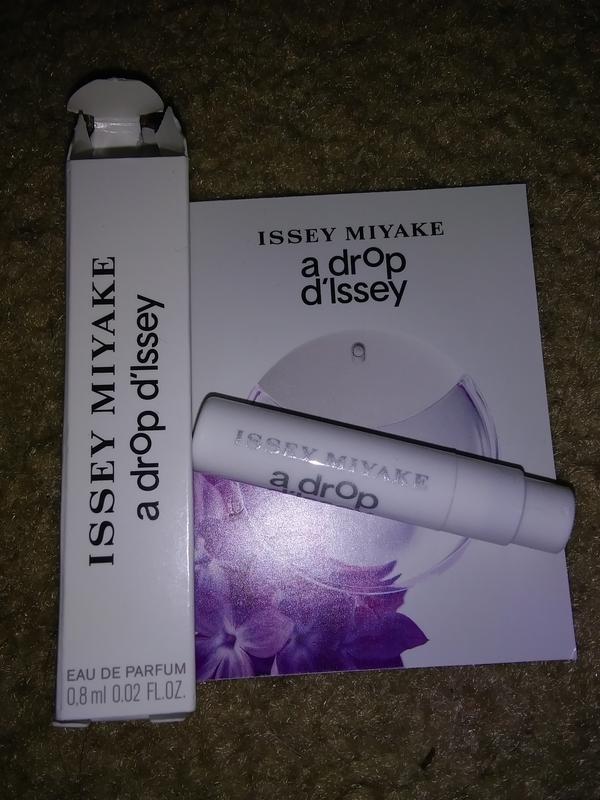 ISSEY MIYAKE
a drop d'Issey
EAU DE PARFUM
0,8 ml 0.02 FL.OZ.
ISSEY MIYAKE
a drop
d'Issey
ISSEY MIYAKE
a drop